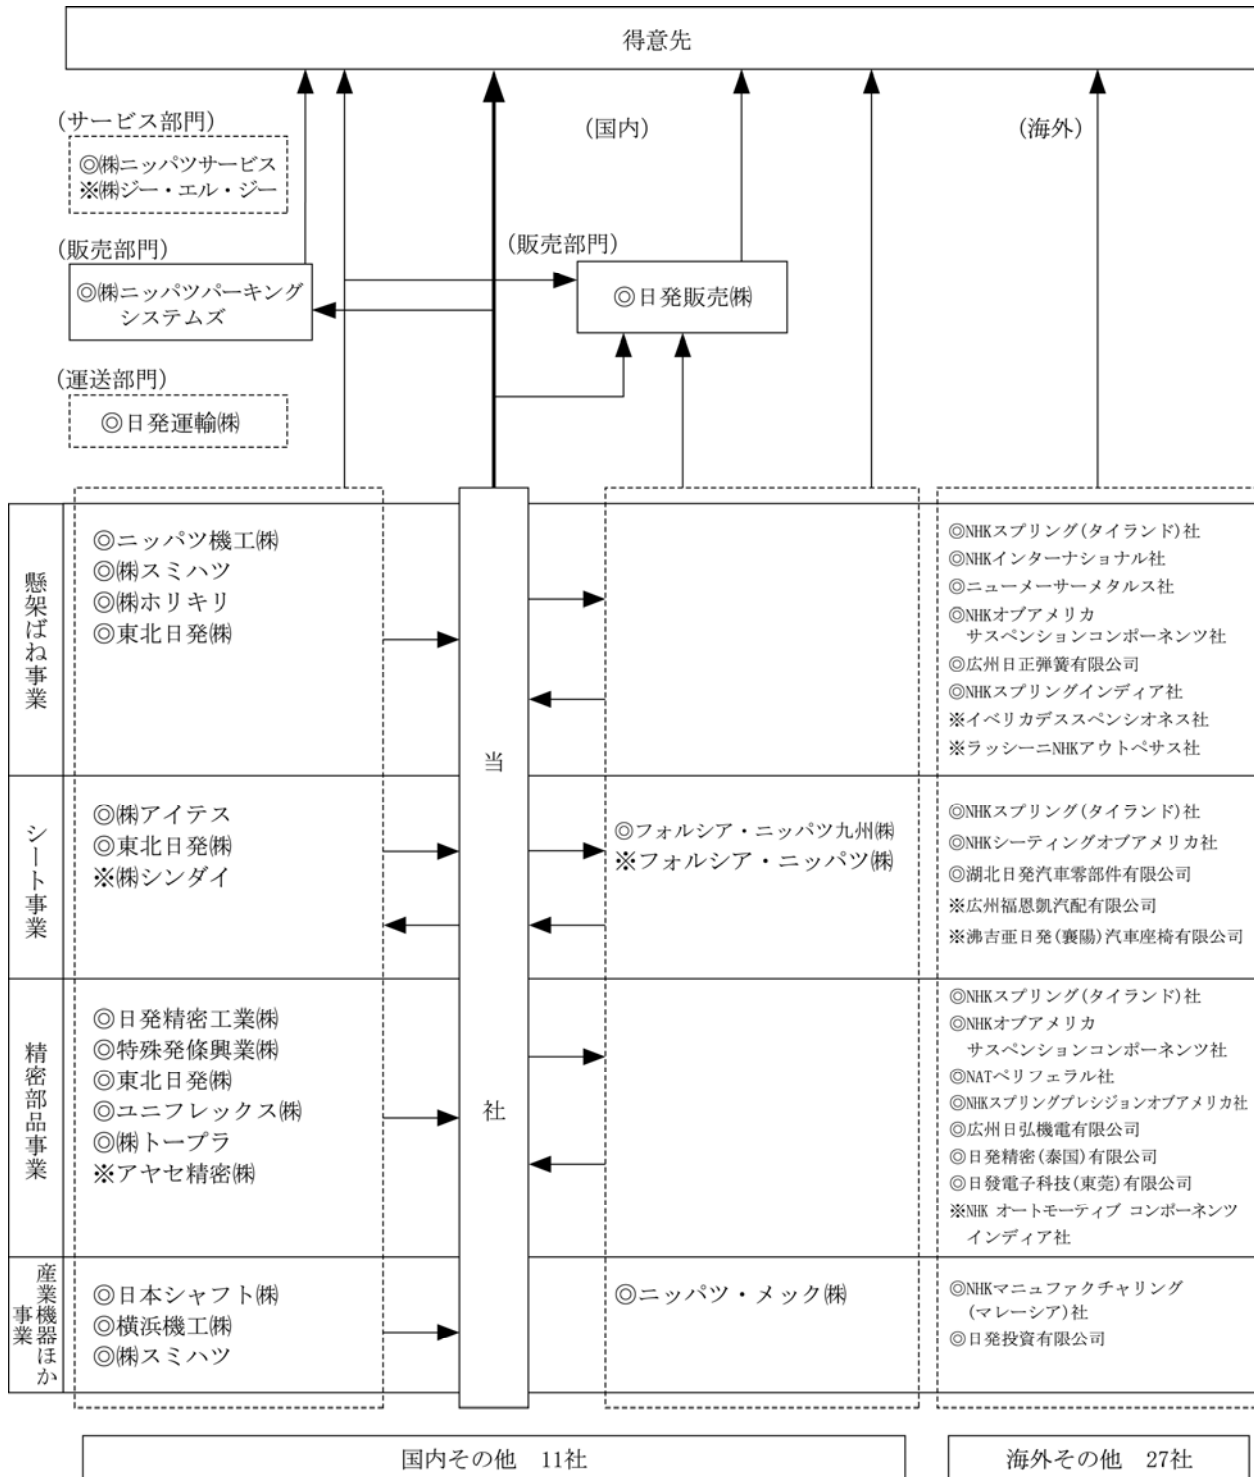 得意先
(サービス部門)
◎㈱ニッパツサービス
※㈱ジー・エル・ジー
(国内)
(海外)
(販売部門)
◎㈱ニッパツパーキング
システムズ
(販売部門)
◎日発販売㈱
(運送部門)
◎日発運輸㈱
懸架ばね事業
◎ニッパツ機工㈱
◎㈱スミハツ
◎㈱ホリキリ
◎東北日発㈱
当社
◎NHKスプリング(タイランド)社
◎NHKインターナショナル社
◎ニューメーサーメタルス社
◎NHKオブアメリカ
サスペンションコンポーネンツ社
◎広州日正弾簧有限公司
◎NHKスプリングインディア社
※イベリカデススペンシオネス社
※ラッシーニNHKアウトペサス社
シート事業
◎㈱アイテス
◎東北日発㈱
※㈱シンダイ
◎フォルシア・ニッパツ九州㈱
※フォルシア・ニッパツ㈱
◎NHKスプリング(タイランド)社
◎NHKシーティングオブアメリカ社
◎湖北日発汽車零部件有限公司
※広州福恩凱汽配有限公司
※沸吉亜日発(襄陽)汽車座椅有限公司
精密部品事業
◎日発精密工業㈱
◎特殊発條興業㈱
◎東北日発㈱
◎ユニフレックス㈱
◎㈱トープラ
※アヤセ精密㈱
◎NHKスプリング(タイランド)社
◎NHKオブアメリカ
サスペンションコンポーネンツ社
◎NATペリフェラル社
◎NHKスプリングプレシジョンオブアメリカ社
◎広州日弘機電有限公司
◎日発精密(泰国)有限公司
◎日發電子科技(東莞)有限公司
※NHK オートモーティブ コンポーネンツ
インディア社
産業機器ほか
事業
◎日本シャフト㈱
◎横浜機工㈱
◎㈱スミハツ
◎ニッパツ・メック㈱
◎NHKマニュファクチャリング
(マレーシア)社
◎日発投資有限公司
国内その他 11社
海外その他 27社